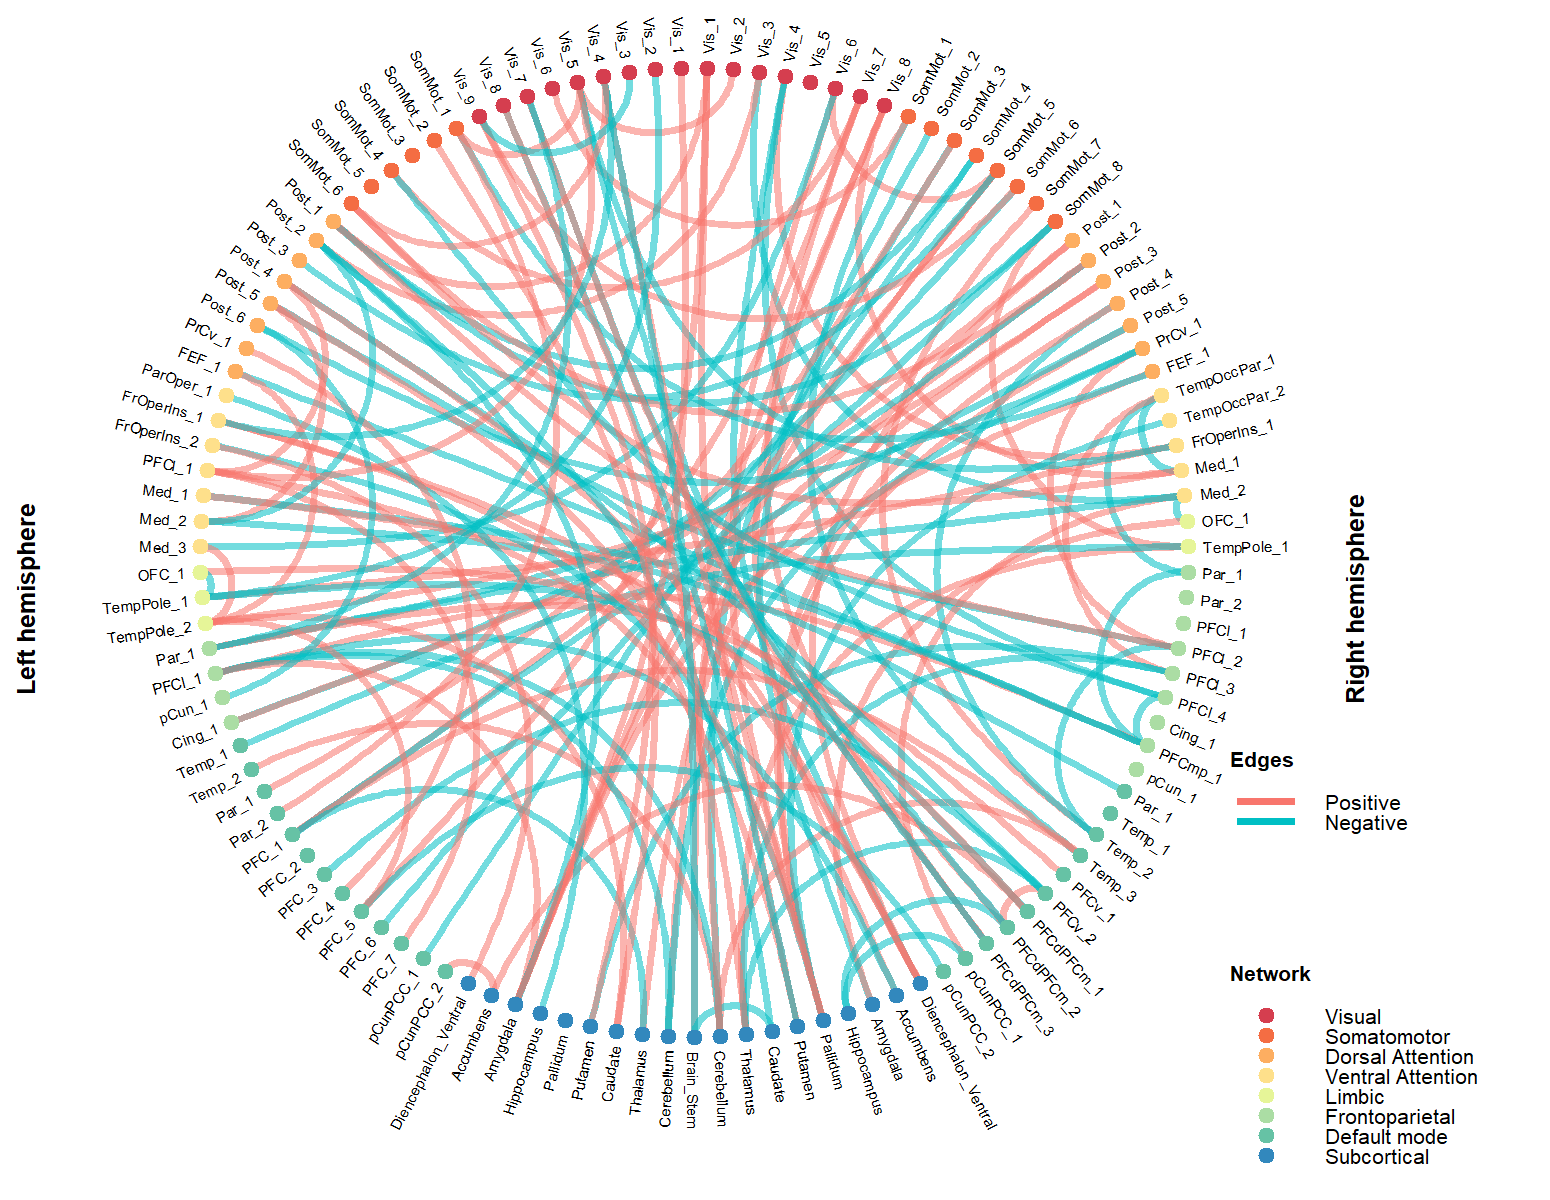 Vis_9
Vis_8
Vis_7
Vis_6
Vis_5
Vis_4
Vis_3
Vis_2
Vis_1
Vis_1
Vis_2
Vis_3
Vis_4
Vis_5
Vis_6
Vis_7
Vis_8
SomMot_1
SomMot_2
SomMot_3
SomMot_4
SomMot_5
SomMot_6
SomMot_7
SomMot_8
Post_1
Post_2
Post_3
Post_4
Post_5
PrCv_1
FEF_1
TempOccPar_1
TempOccPar_2
FrOperIns_1
Med_1
Med_2
OFC_1
TempPole_1
Par_1
Par_2
PFCl_1
PFCl_2
PFCl_3
PFCl_4
Cing_1
PFCmp_1
pCun_1
Par_1
Temp_1
Temp_2
Temp_3
PFCv_1
PFCv_2
PFCdPFCm_1
PFCdPFCm_2
PFCdPFCm_3
pCunPCC_1
pCunPCC_2
Diencephalon_Ventral
Accumbens
Amygdala
Hippocampus
Pallidum
Putamen
Caudate
Thalamus
Cerebellum
Brain_Stem
Cerebellum
Thalamus
Caudate
Putamen
Pallidum
Hippocampus
Amygdala
Accumbens
Diencephalon_Ventral
pCunPCC_2
pCunPCC_1
PFC_7
PFC_6
PFC_5
PFC_4
PFC_3
PFC_2
PFC_1
Par_2
Par_1
Temp_2
Temp_1
Cing_1
pCun_1
PFCl_1
Par_1
TempPole_2
TempPole_1
OFC_1
Med_3
Med_2
Med_1
PFCl_1
FrOperIns_2
FrOperIns_1
ParOper_1
FEF_1
PrCv_1
Post_6
Post_5
Post_4
Post_3
Post_2
Post_1
SomMot_6
SomMot_5
SomMot_4
SomMot_3
SomMot_2
SomMot_1
Left hemisphere
Right hemisphere
Edges
Positive
Negative
Network
Visual
Somatomotor
Dorsal Attention
Ventral Attention
Limbic
Frontoparietal
Default mode
Subcortical